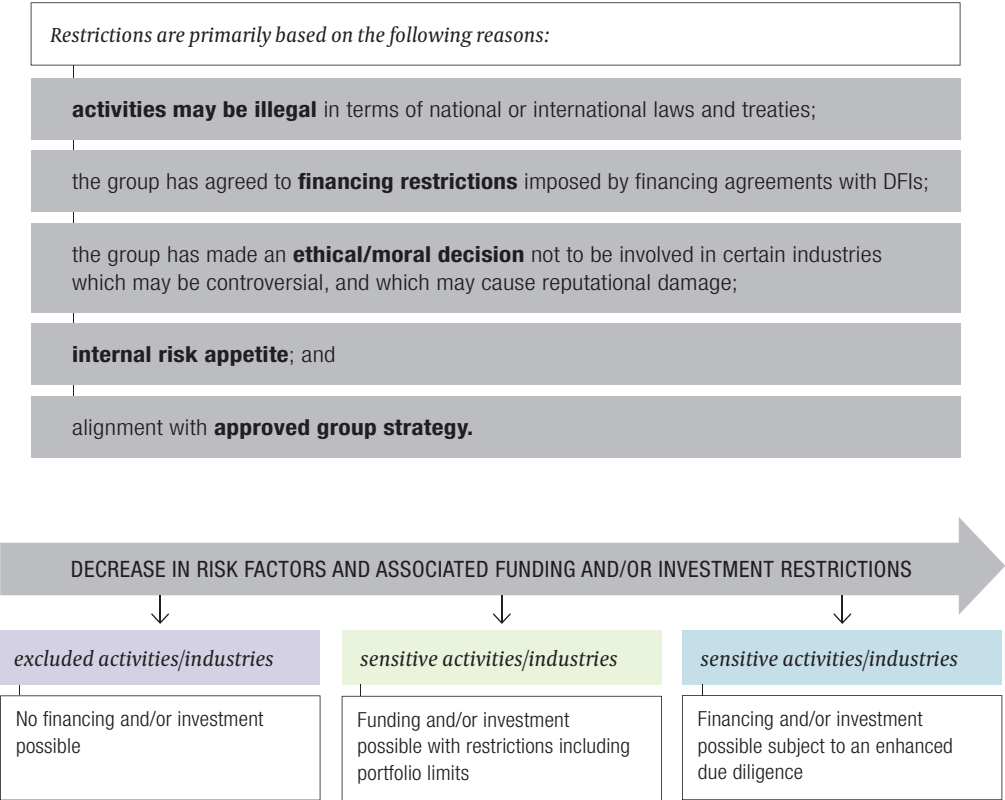 Restrictions are primarily based on the following reasons:
activities may be illegal in terms of national or international laws and treaties;
the group has agreed to financing restrictions imposed by financing agreements with DFIs;
the group has made an ethical/moral decision not to be involved in certain industries
which may be controversial, and which may cause reputational damage;
internal risk appetite; and
alignment with approved group strategy.
DECREASE IN RISK FACTORS AND ASSOCIATED FUNDING AND/OR INVESTMENT RESTRICTIONS
excluded activities/industries
No financing and/or investment
possible
sensitive activities/industries
Funding and/or investment
possible with restrictions including
portfolio limits
sensitive activities/industries
Financing and/or investment
possible subject to an enhanced
due diligence